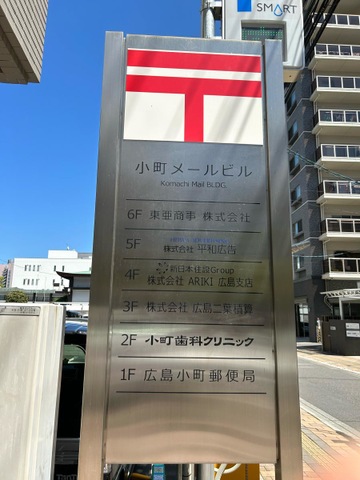 SMART
小町メールビル
Komachi Mail BLDG.
6F 東亜商事 株式会社
5F 株式会社 平和広告
4F 新日本建設Group
株式会社 ARIKI 広島支店
3F 株式会社 広島二葉積算
2F 小町歯科クリニック
1F 広島小町郵便局